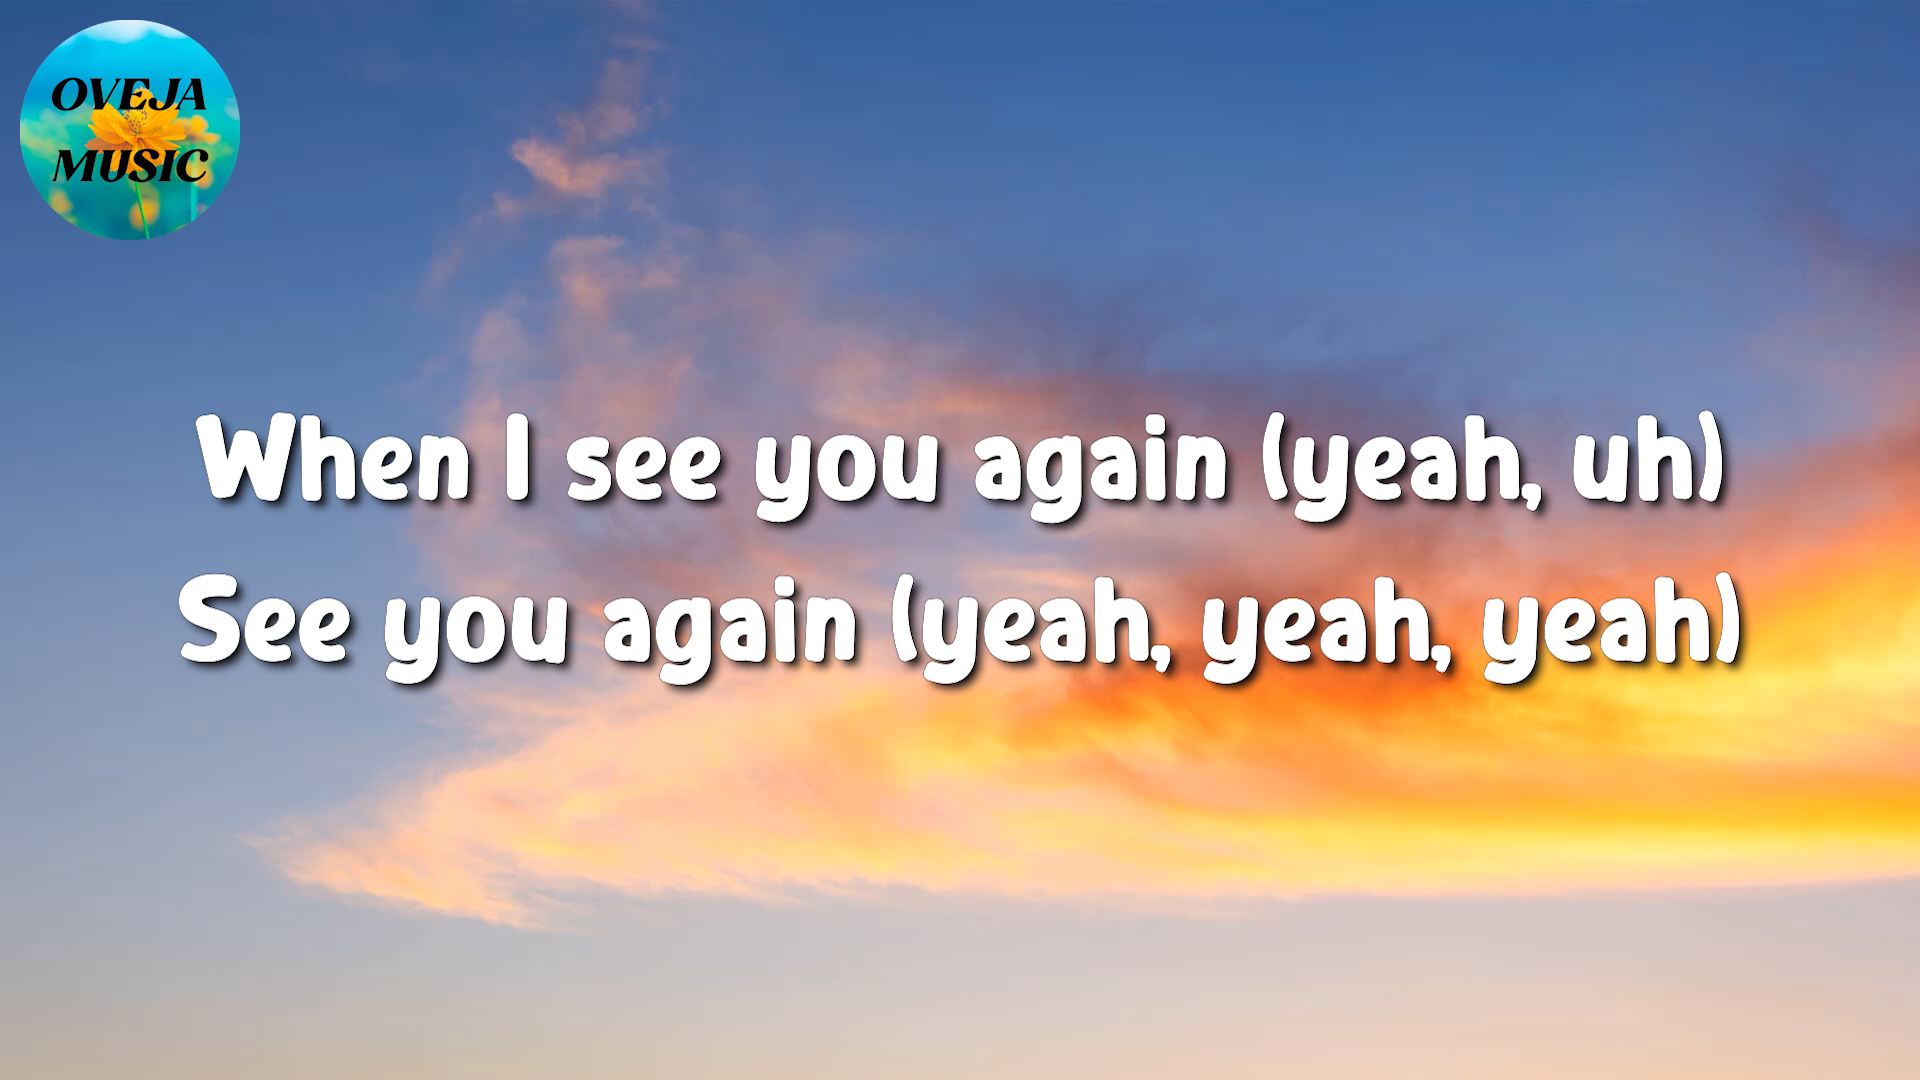 OVEJA
MUSIC
When I see you again (yeah, uh)
See you again (yeah, yeah, yeah)